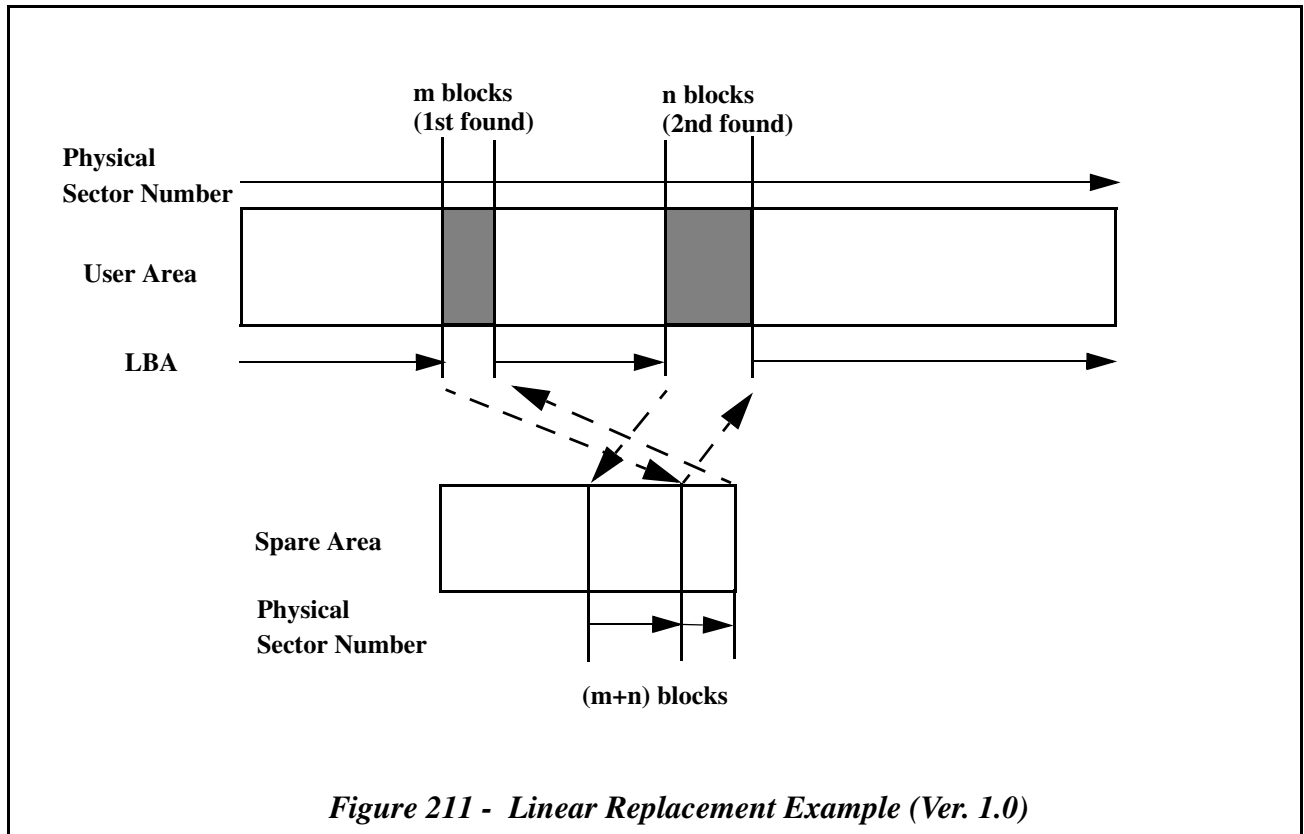 m blocks
(1st found)
n blocks
(2nd found)
Physical
Sector Number
User Area
LBA
Spare Area
Physical
Sector Number
(m+n) blocks
Figure 211 - Linear Replacement Example (Ver. 1.0)